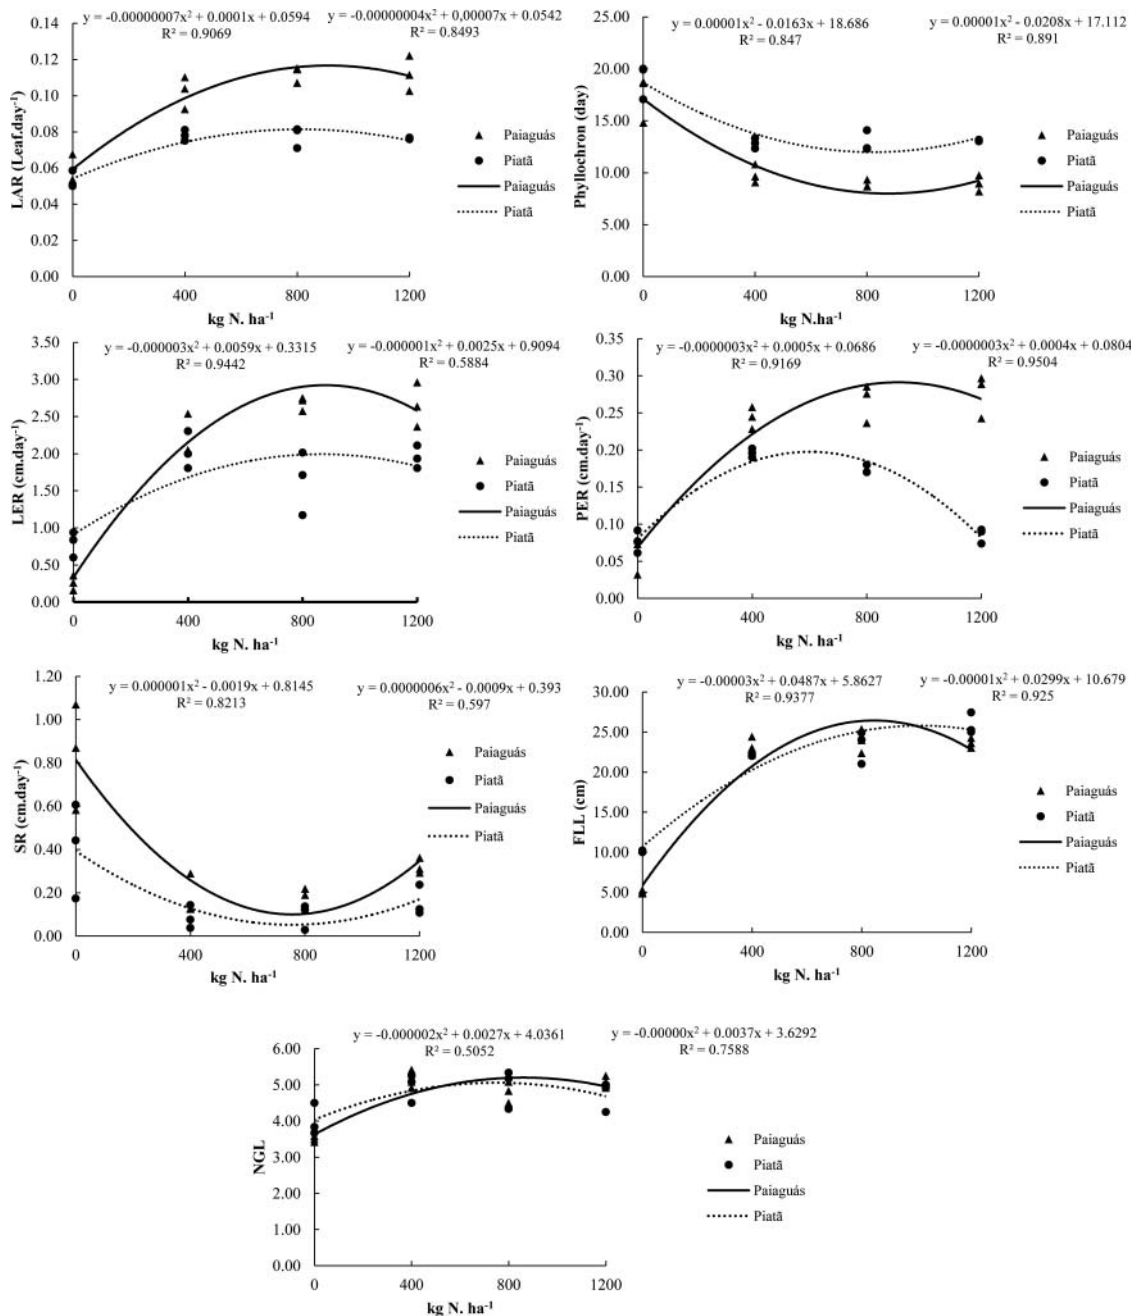 y = -0.00000007x² + 0.0001x + 0.0594
R² = 0.9069
y = -0.00000004x² + 0,00007x + 0.0542
R² = 0.8493
0.14
0.12
0.10
0.08
0.06
0.04
0.02
0.00
LAR (Leaf.day⁻¹)
0
400
800
1200
kg N. ha⁻¹
Paiaguás
Piatã
Paiaguás
Piatã
y = 0.00001x² - 0.0163x + 18.686
R² = 0.847
y = 0.00001x² - 0.0208x + 17.112
R² = 0.891
25.00
20.00
15.00
10.00
5.00
0.00
Phyllochron (day)
0
400
800
1200
kg N.ha⁻¹
Paiaguás
Piatã
Paiaguás
Piatã
y = -0.000003x² + 0.0059x + 0.3315
R² = 0.9442
y = -0.000001x² + 0.0025x + 0.9094
R² = 0.5884
3.50
3.00
2.50
2.00
1.50
1.00
0.50
0.00
LER (cm.day⁻¹)
0
400
800
1200
kg N. ha⁻¹
Paiaguás
Piatã
Paiaguás
Piatã
y = -0.0000003x² + 0.0005x + 0.0686
R² = 0.9169
y = -0.0000003x² + 0.0004x + 0.0804
R² = 0.9504
0.35
0.30
0.25
0.20
0.15
0.10
0.05
0.00
PER (cm.day⁻¹)
0
400
800
1200
kg N. ha⁻¹
Paiaguás
Piatã
Paiaguás
Piatã
y = 0.000001x² - 0.0019x + 0.8145
R² = 0.8213
y = 0.0000006x² - 0.0009x + 0.393
R² = 0.597
1.20
1.00
0.80
0.60
0.40
0.20
0.00
SR (cm.day⁻¹)
0
400
800
1200
kg N. ha⁻¹
Paiaguás
Piatã
Paiaguás
Piatã
y = -0.00003x² + 0.0487x + 5.8627
R² = 0.9377
y = -0.00001x² + 0.0299x + 10.679
R² = 0.925
30.00
25.00
20.00
15.00
10.00
5.00
0.00
FLL (cm)
0
400
800
1200
kg N. ha⁻¹
Paiaguás
Piatã
Paiaguás
Piatã
y = -0.000002x² + 0.0027x + 4.0361
R² = 0.5052
y = -0.00000x² + 0.0037x + 3.6292
R² = 0.7588
6.00
5.00
4.00
3.00
2.00
1.00
0.00
NGL
0
400
800
1200
kg N. ha⁻¹
Paiaguás
Piatã
Paiaguás
Piatã